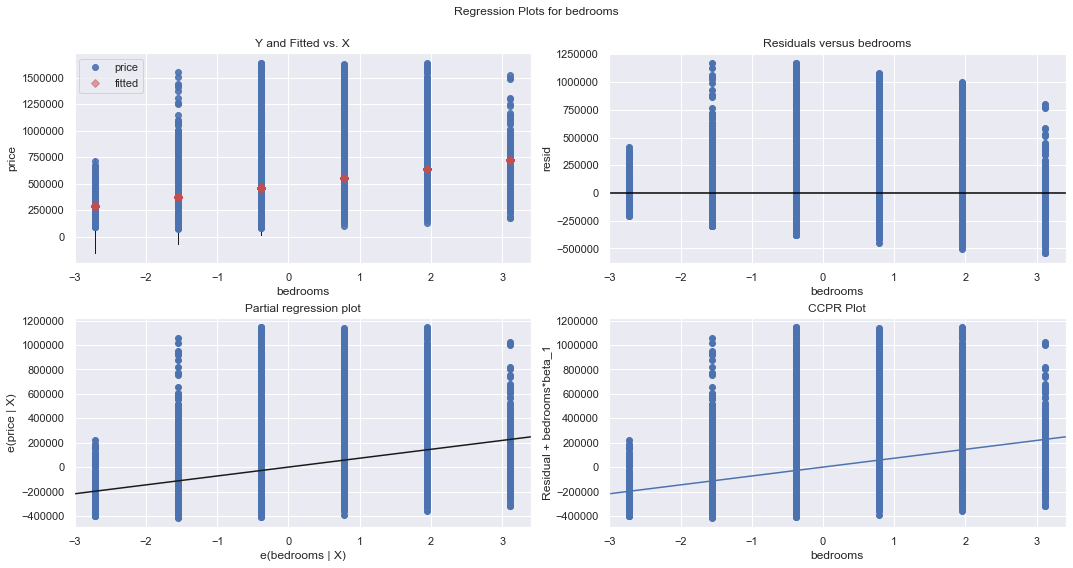 Regression Plots for bedrooms
Y and Fitted vs. X
price
fitted
1500000
1250000
1000000
750000
500000
250000
0
price
−3 −2 −1 0 1 2 3
bedrooms
Residuals versus bedrooms
1250000
1000000
750000
500000
250000
0
−250000
−500000
resid
−3 −2 −1 0 1 2 3
bedrooms
Partial regression plot
1200000
1000000
800000
600000
400000
200000
0
−200000
−400000
e(price | X)
−3 −2 −1 0 1 2 3
e(bedrooms | X)
CCPR Plot
1200000
1000000
800000
600000
400000
200000
0
−200000
−400000
Residual + bedrooms*beta_1
−3 −2 −1 0 1 2 3
bedrooms